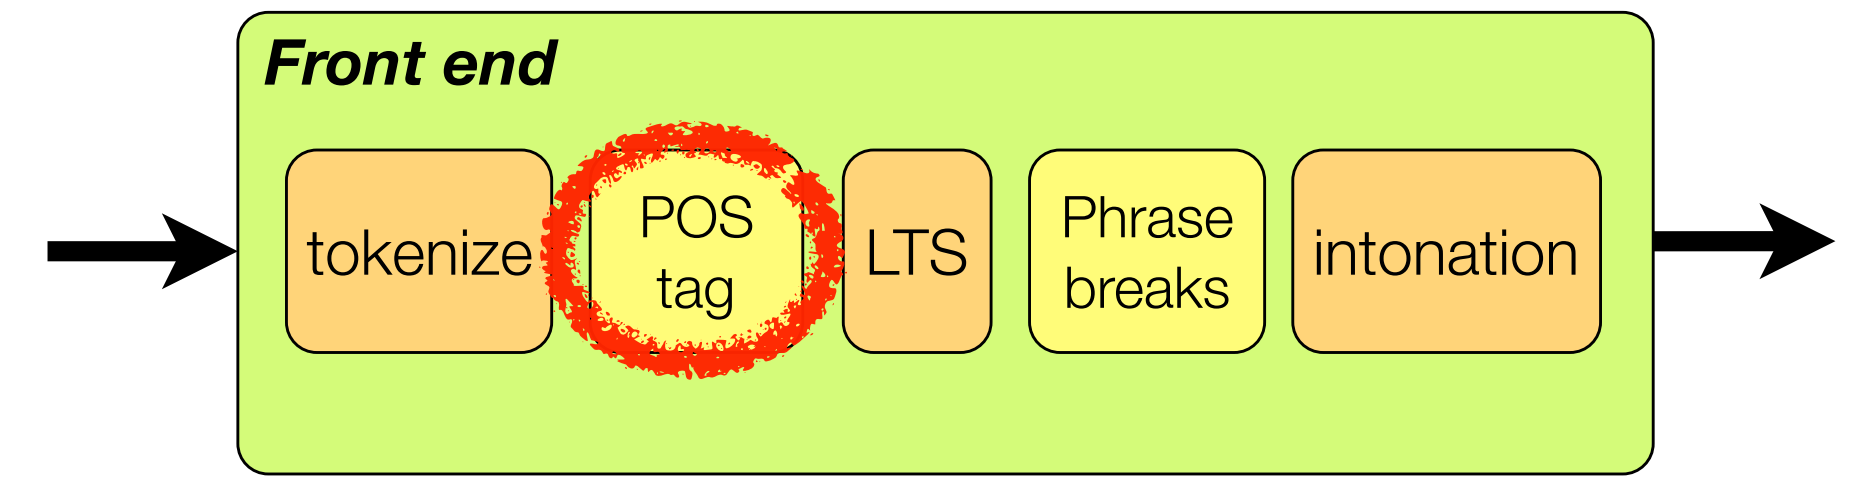 Front end
tokenize
POS
tag
LTS
Phrase
breaks
intonation